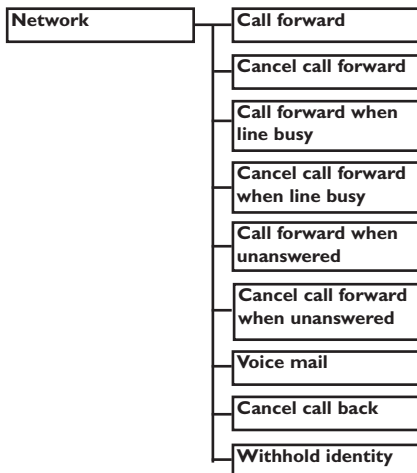 Network
Call forward
Cancel call forward
Call forward when
line busy
Cancel call forward
when line busy
Call forward when
unanswered
Cancel call forward
when unanswered
Voice mail
Cancel call back
Withhold identity